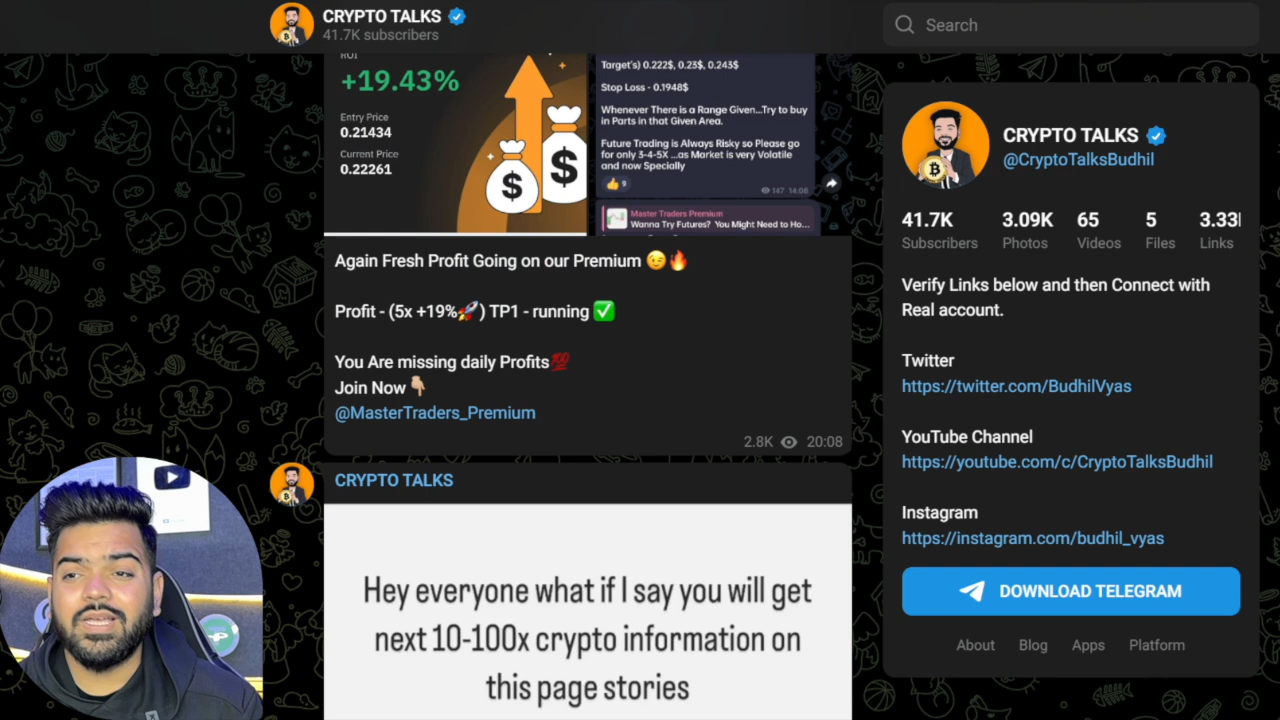 CRYPTO TALKS
41.7K subscribers
Search
ROI
+19.43%
Entry Price
0.21434
Current Price
0.22261
$
$
Target's) 0.222$, 0.23$, 0.243$
Stop Loss - 0.1948$
Whenever There is a Range Given...Try to buy
in Parts in that Given Area.
Future Trading is Always Risky so Please go
for only 3-4-5X ...as Market is very Volatile
and now Specially
👍 9
147 14:08
Master Traders Premium
Wanna Try Futures? You Might Need to Ho...
Again Fresh Profit Going on our Premium 😉🔥
Profit - (5x +19%🚀) TP1 - running ✅
You Are missing daily Profits💯
Join Now👇🏼
@MasterTraders_Premium
2.8K 20:08
CRYPTO TALKS
Hey everyone what if I say you will get
next 10-100x crypto information on
this page stories
CRYPTO TALKS
@CryptoTalksBudhil
41.7K 3.09K 65 5 3.33
Subscribers Photos Videos Files Links
Verify Links below and then Connect with
Real account.
Twitter
https://twitter.com/BudhilVyas
YouTube Channel
https://youtube.com/c/CryptoTalksBudhil
Instagram
https://instagram.com/budhil_vyas
DOWNLOAD TELEGRAM
About Blog Apps Platform